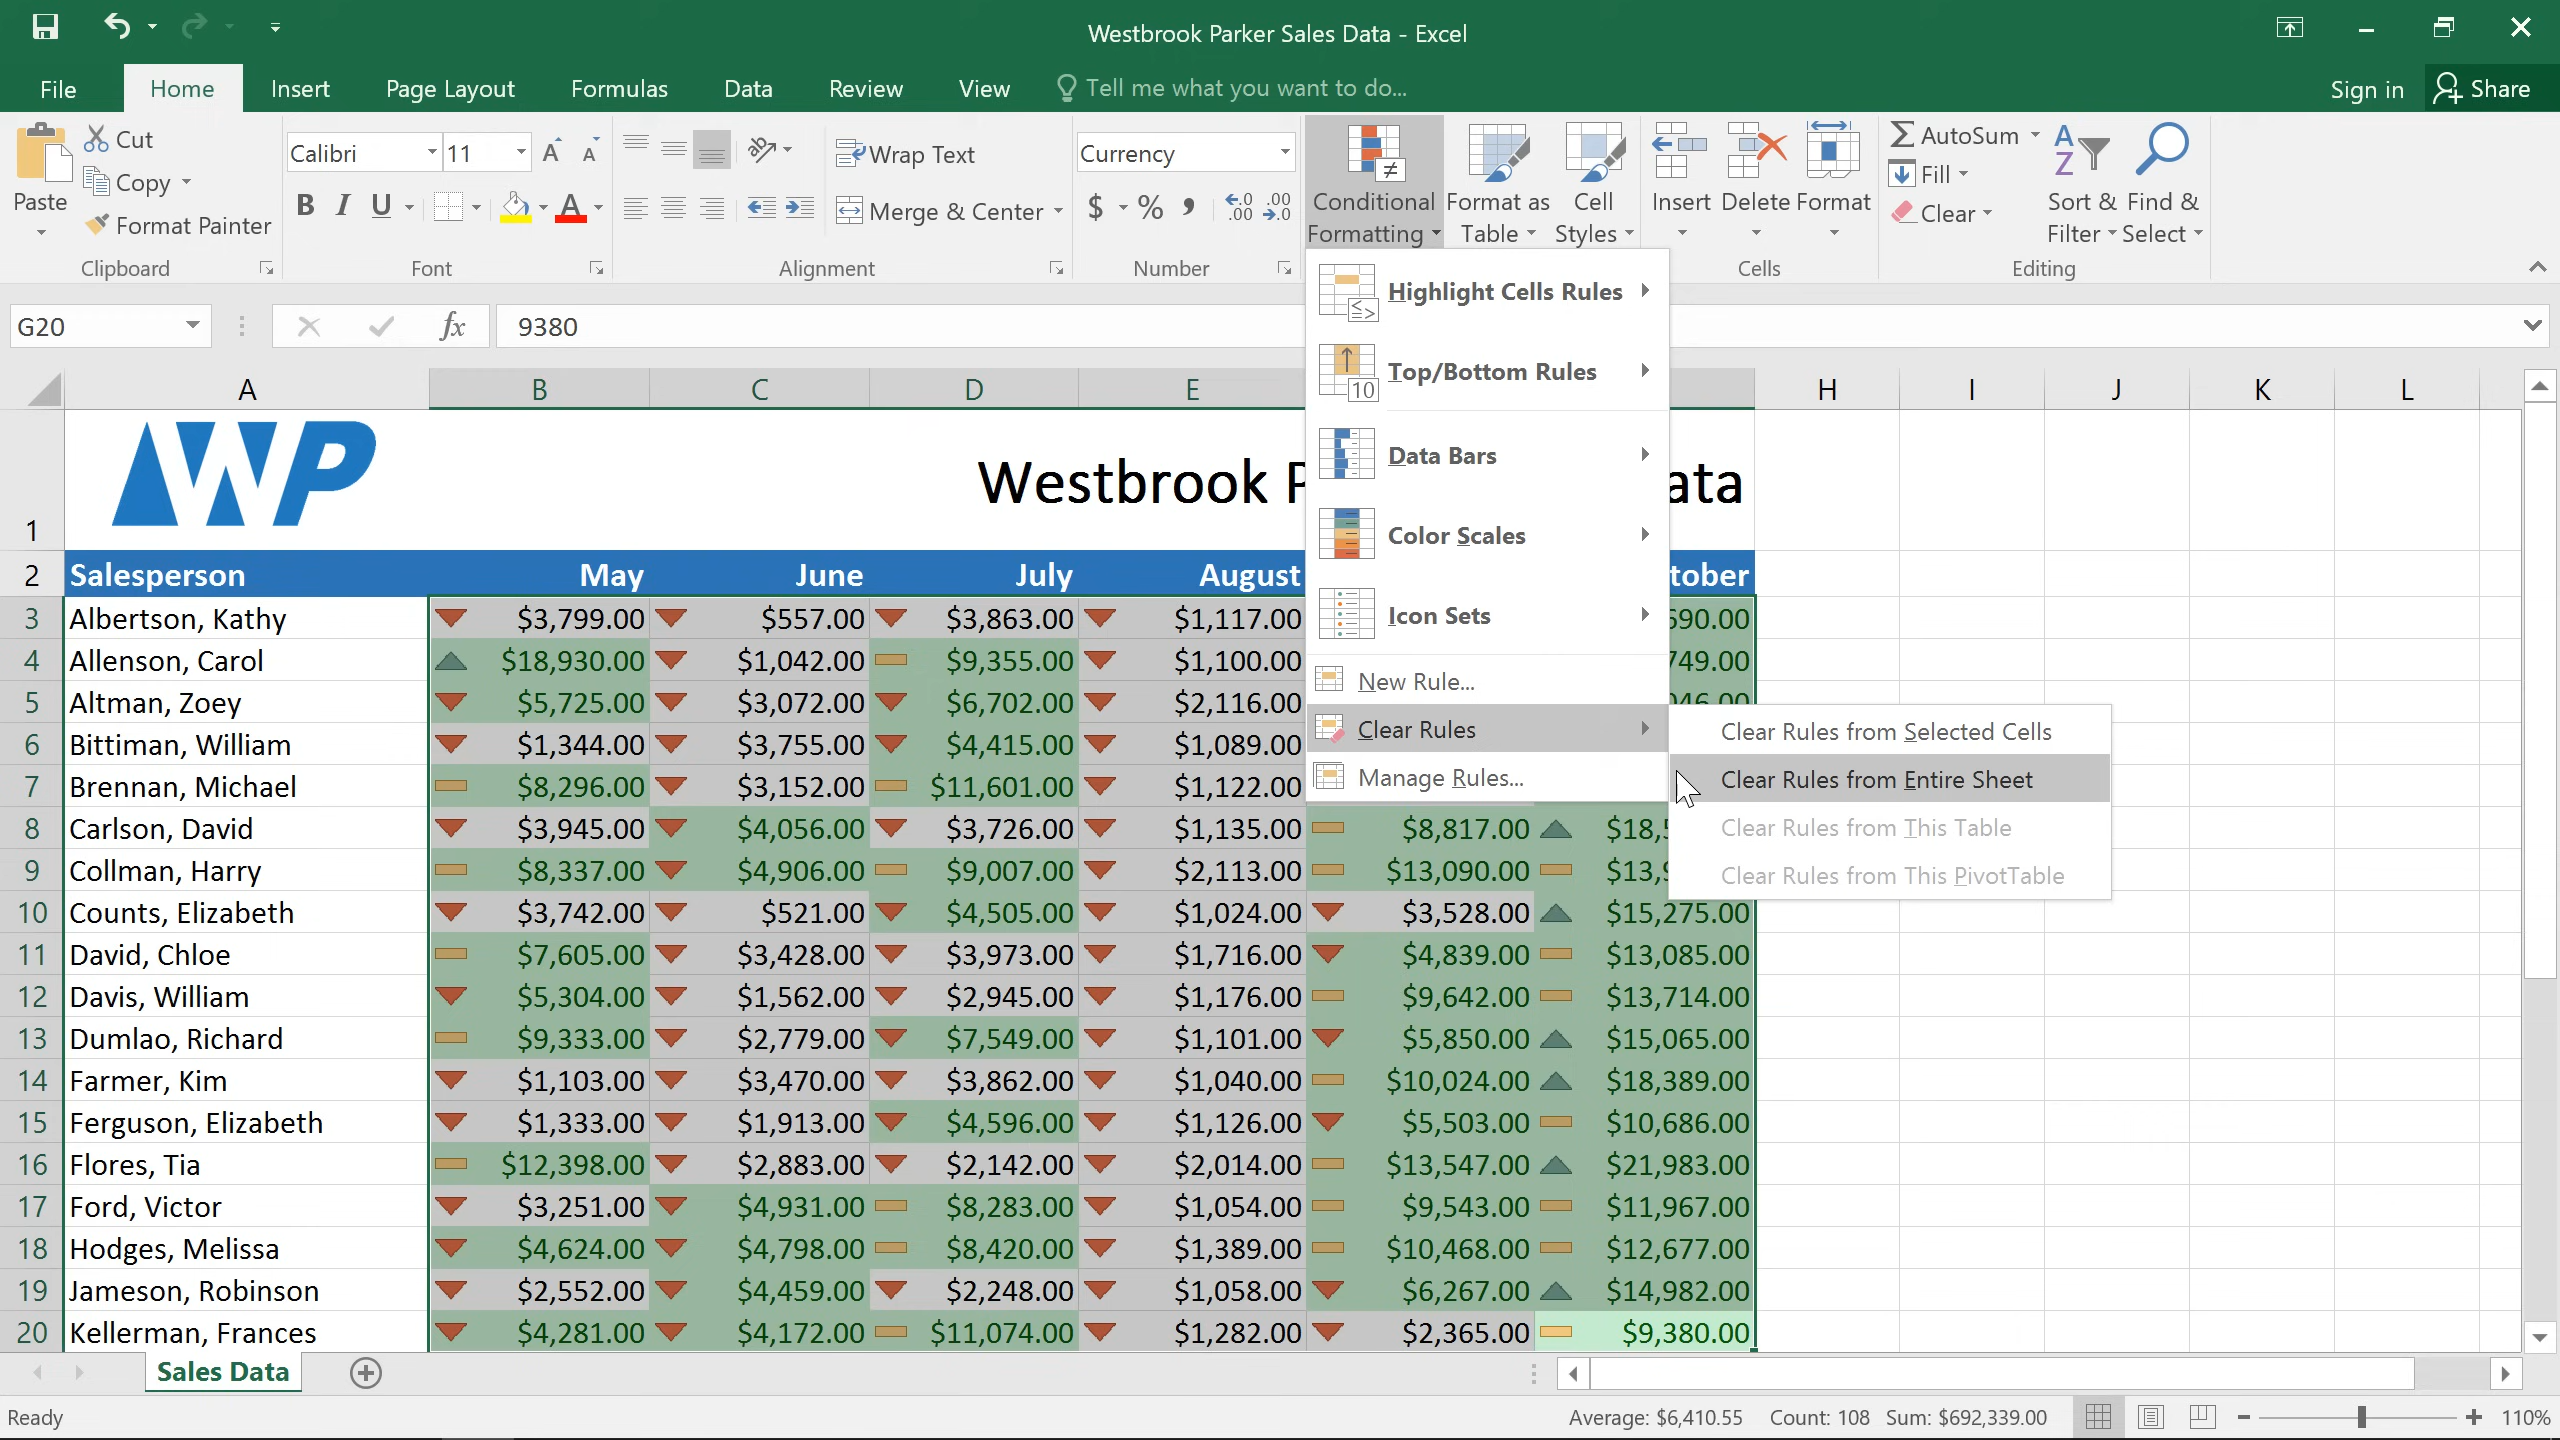 Westbrook Parker Sales Data - Excel
File Home Insert Page Layout Formulas Data Review View Tell me what you want to do... Sign in Share
Paste Cut Copy Format Painter Clipboard
Calibri 11 B I U A Font
Wrap Text Merge & Center Alignment
Currency $ % Number
Conditional Formatting Format as Table Cell Styles
Insert Delete Format Cells
AutoSum Fill Clear Sort & Filter Find & Select Editing
G20 fx 9380
A B C D E H I J K L
Highlight Cells Rules
Top/Bottom Rules
Data Bars
Color Scales
Icon Sets
New Rule...
Clear Rules
Manage Rules...
Clear Rules from Selected Cells
Clear Rules from Entire Sheet
Clear Rules from This Table
Clear Rules from This PivotTable
1 WP Westbrook P ata
2 Salesperson May June July August tober
3 Albertson, Kathy $3,799.00 $557.00 $3,863.00 $1,117.00 690.00
4 Allenson, Carol $18,930.00 $1,042.00 $9,355.00 $1,100.00 749.00
5 Altman, Zoey $5,725.00 $3,072.00 $6,702.00 $2,116.00
6 Bittiman, William $1,344.00 $3,755.00 $4,415.00 $1,089.00
7 Brennan, Michael $8,296.00 $3,152.00 $11,601.00 $1,122.00
8 Carlson, David $3,945.00 $4,056.00 $3,726.00 $1,135.00 $8,817.00 $18,
9 Collman, Harry $8,337.00 $4,906.00 $9,007.00 $2,113.00 $13,090.00 $13,
10 Counts, Elizabeth $3,742.00 $521.00 $4,505.00 $1,024.00 $3,528.00 $15,275.00
11 David, Chloe $7,605.00 $3,428.00 $3,973.00 $1,716.00 $4,839.00 $13,085.00
12 Davis, William $5,304.00 $1,562.00 $2,945.00 $1,176.00 $9,642.00 $13,714.00
13 Dumlao, Richard $9,333.00 $2,779.00 $7,549.00 $1,101.00 $5,850.00 $15,065.00
14 Farmer, Kim $1,103.00 $3,470.00 $3,862.00 $1,040.00 $10,024.00 $18,389.00
15 Ferguson, Elizabeth $1,333.00 $1,913.00 $4,596.00 $1,126.00 $5,503.00 $10,686.00
16 Flores, Tia $12,398.00 $2,883.00 $2,142.00 $2,014.00 $13,547.00 $21,983.00
17 Ford, Victor $3,251.00 $4,931.00 $8,283.00 $1,054.00 $9,543.00 $11,967.00
18 Hodges, Melissa $4,624.00 $4,798.00 $8,420.00 $1,389.00 $10,468.00 $12,677.00
19 Jameson, Robinson $2,552.00 $4,459.00 $2,248.00 $1,058.00 $6,267.00 $14,982.00
20 Kellerman, Frances $4,281.00 $4,172.00 $11,074.00 $1,282.00 $2,365.00 $9,380.00
Sales Data
Ready Average: $6,410.55 Count: 108 Sum: $692,339.00 110%